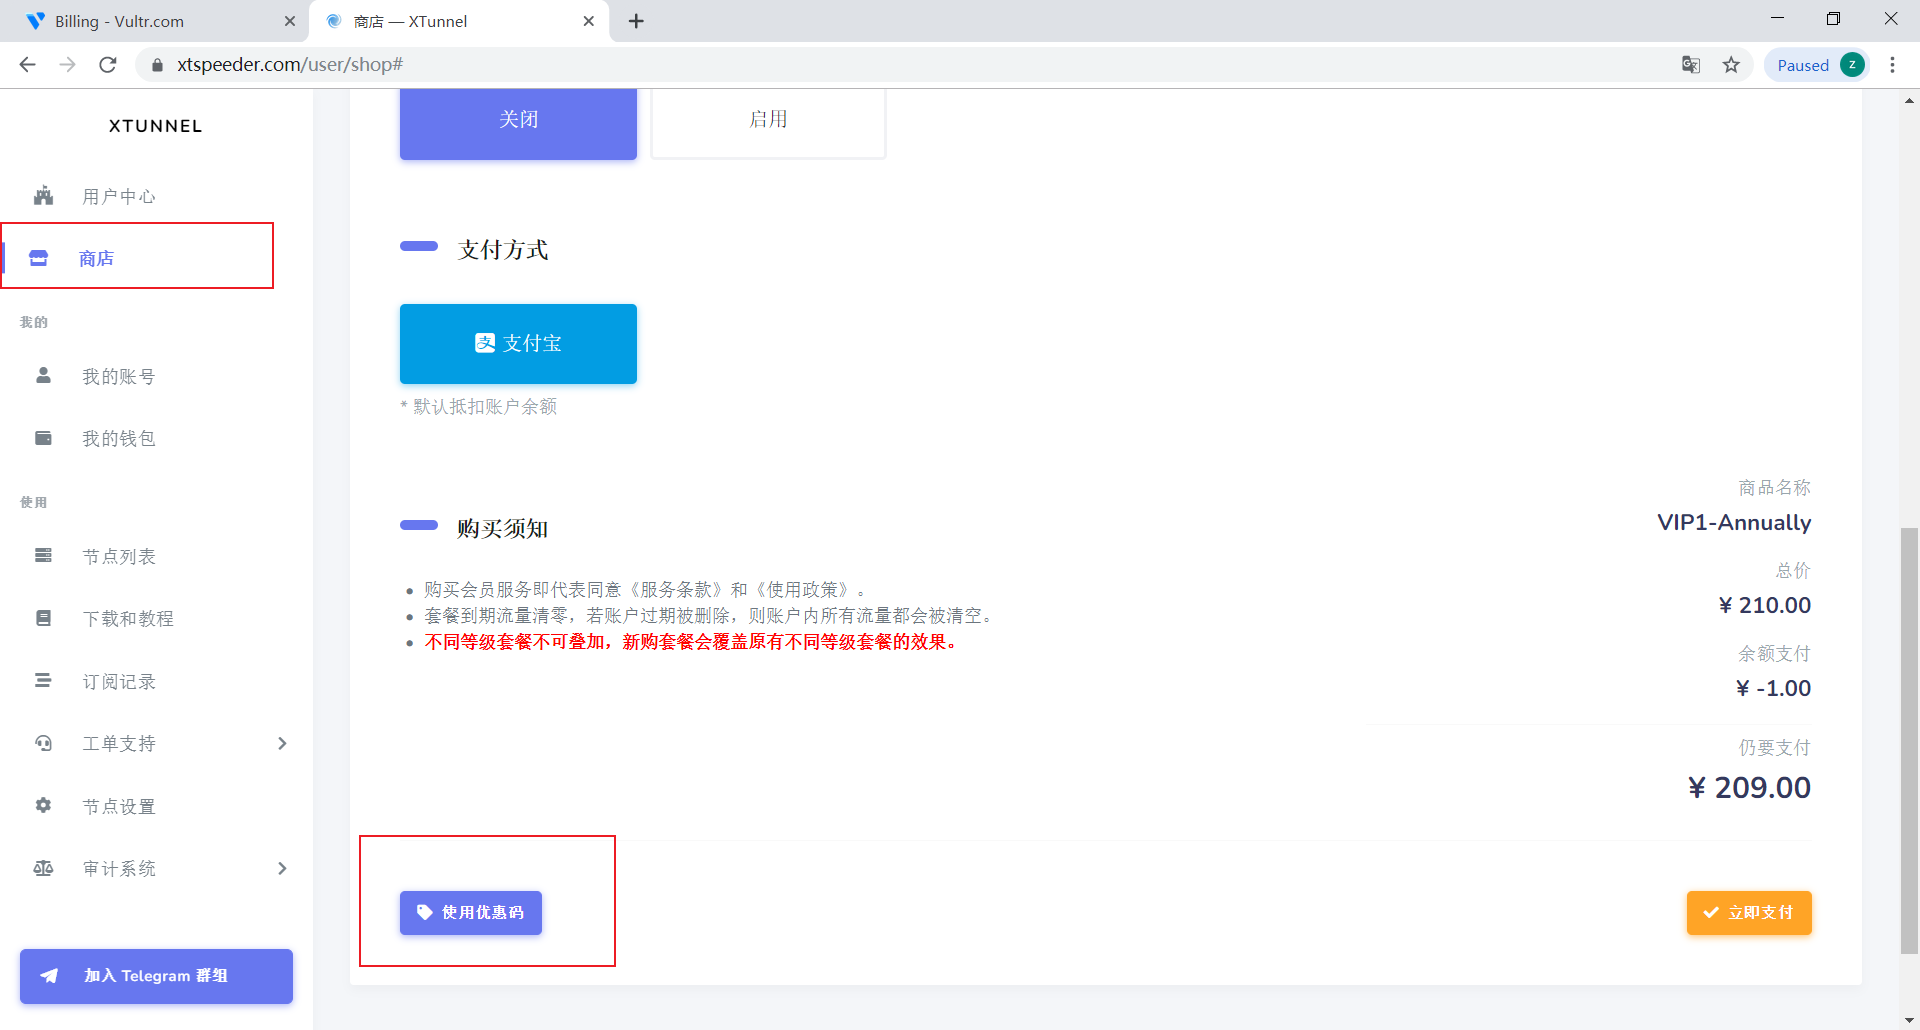 Billing - Vultr.com
商店 — XTunnel
xtspeeder.com/user/shop#
Paused
z
XTUNNEL
用户中心
商店
我的
我的账号
我的钱包
使用
节点列表
下载和教程
订阅记录
工单支持
节点设置
审计系统
加入 Telegram 群组
关闭
启用
支付方式
支 支付宝
* 默认抵扣账户余额
购买须知
购买会员服务即代表同意《服务条款》和《使用政策》。
套餐到期流量清零，若账户过期被删除，则账户内所有流量都会被清空。
不同等级套餐不可叠加，新购套餐会覆盖原有不同等级套餐的效果。
商品名称
VIP1-Annually
总价
¥ 210.00
余额支付
¥ -1.00
仍要支付
¥ 209.00
使用优惠码
立即支付